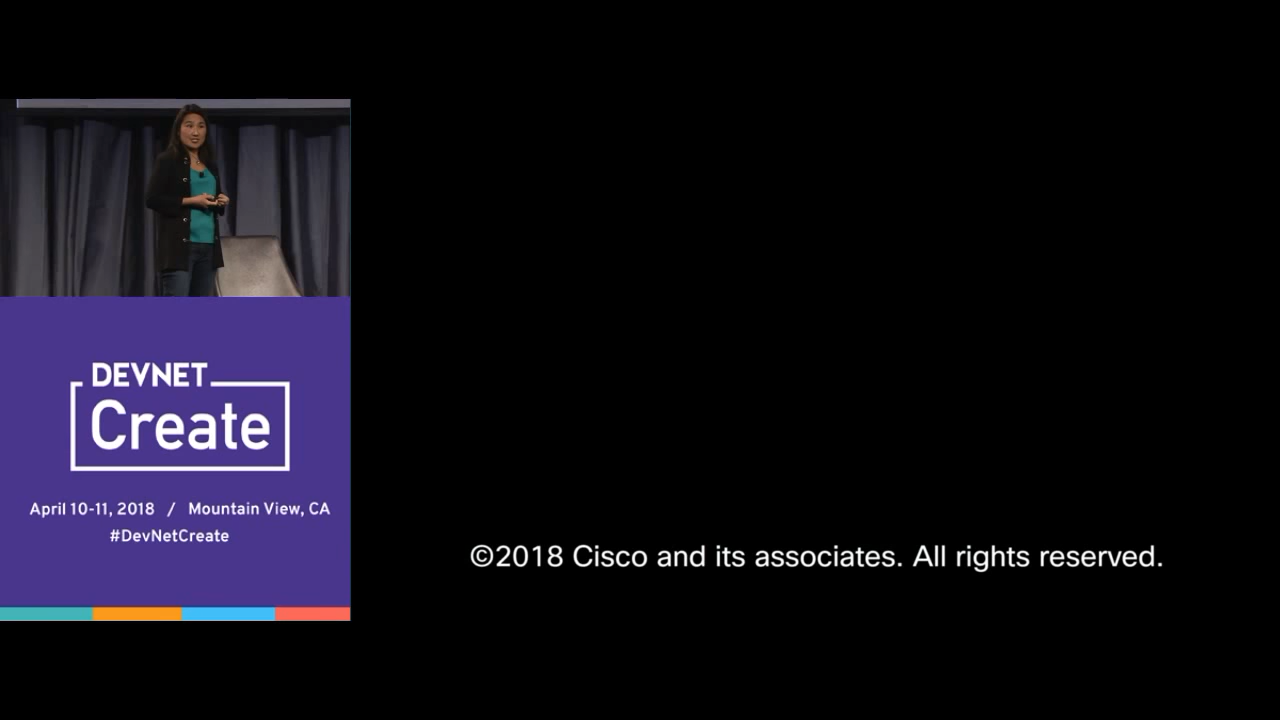 DEVNET
Create
April 10-11, 2018 / Mountain View, CA
#DevNetCreate
©2018 Cisco and its associates. All rights reserved.